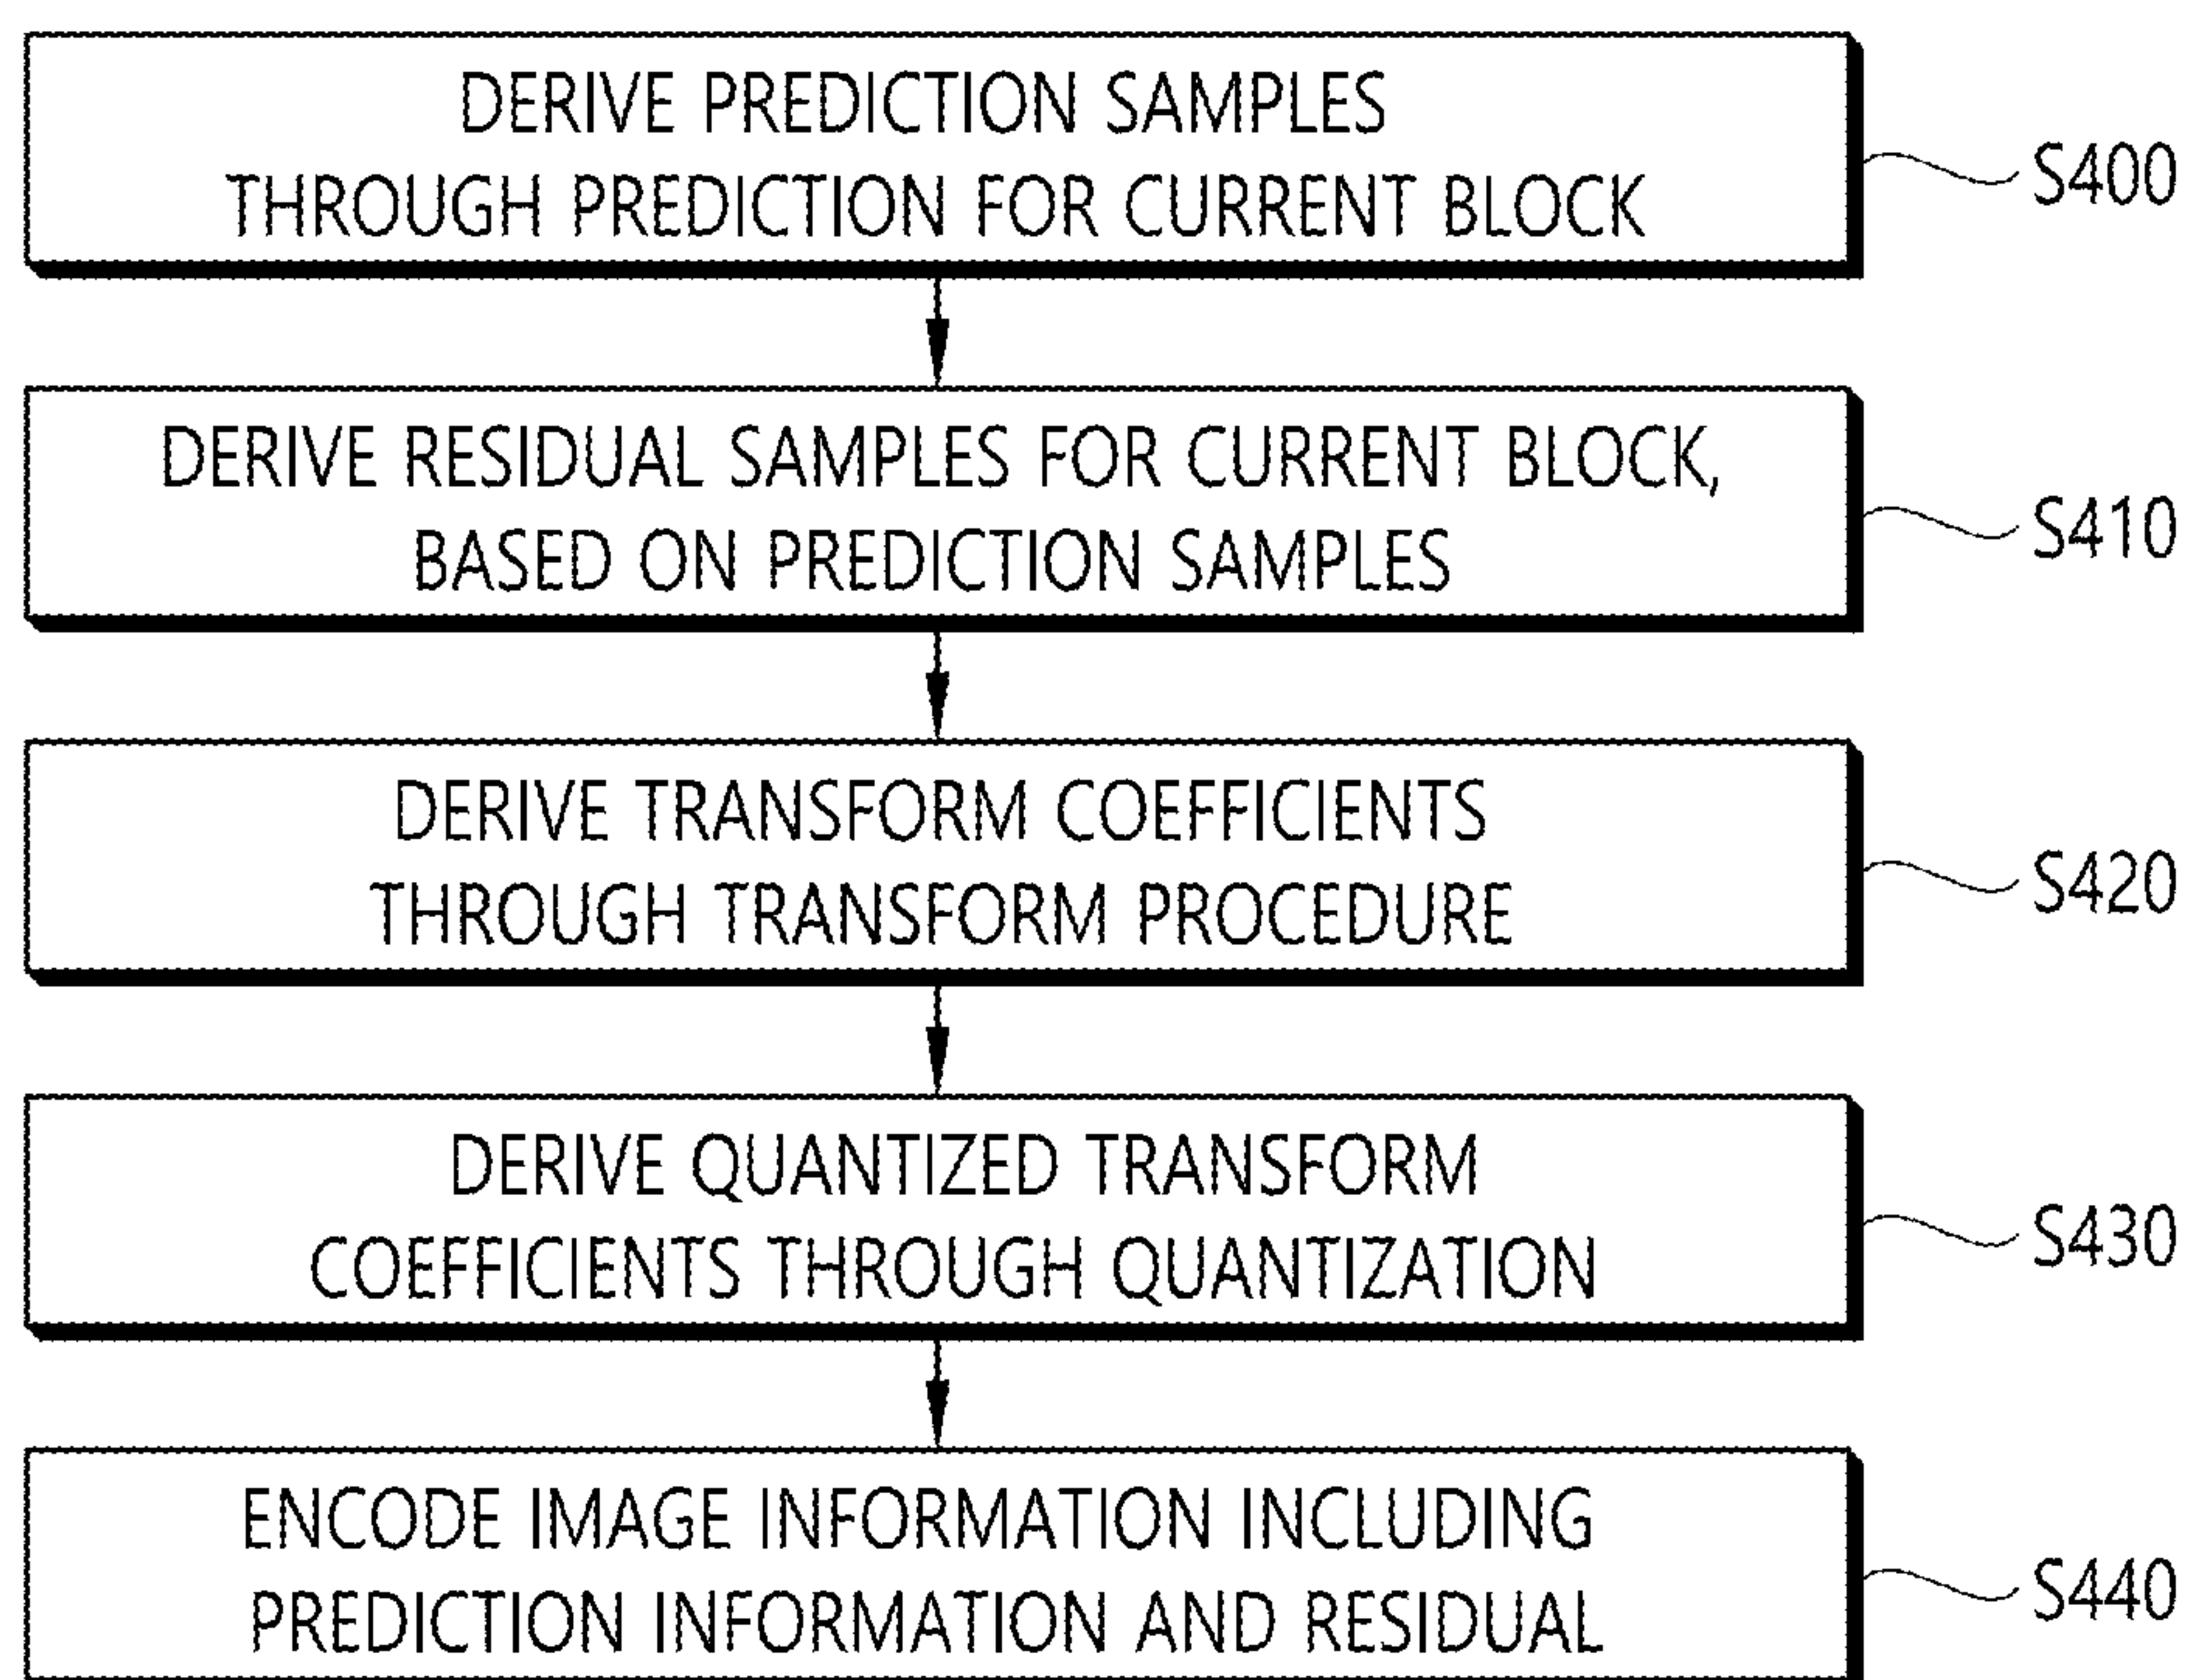 DERIVE PREDICTION SAMPLES
THROUGH PREDICTION FOR CURRENT BLOCK
S400
DERIVE RESIDUAL SAMPLES FOR CURRENT BLOCK,
BASED ON PREDICTION SAMPLES
S410
DERIVE TRANSFORM COEFFICIENTS
THROUGH TRANSFORM PROCEDURE
S420
DERIVE QUANTIZED TRANSFORM
COEFFICIENTS THROUGH QUANTIZATION
S430
ENCODE IMAGE INFORMATION INCLUDING
PREDICTION INFORMATION AND RESIDUAL
S440